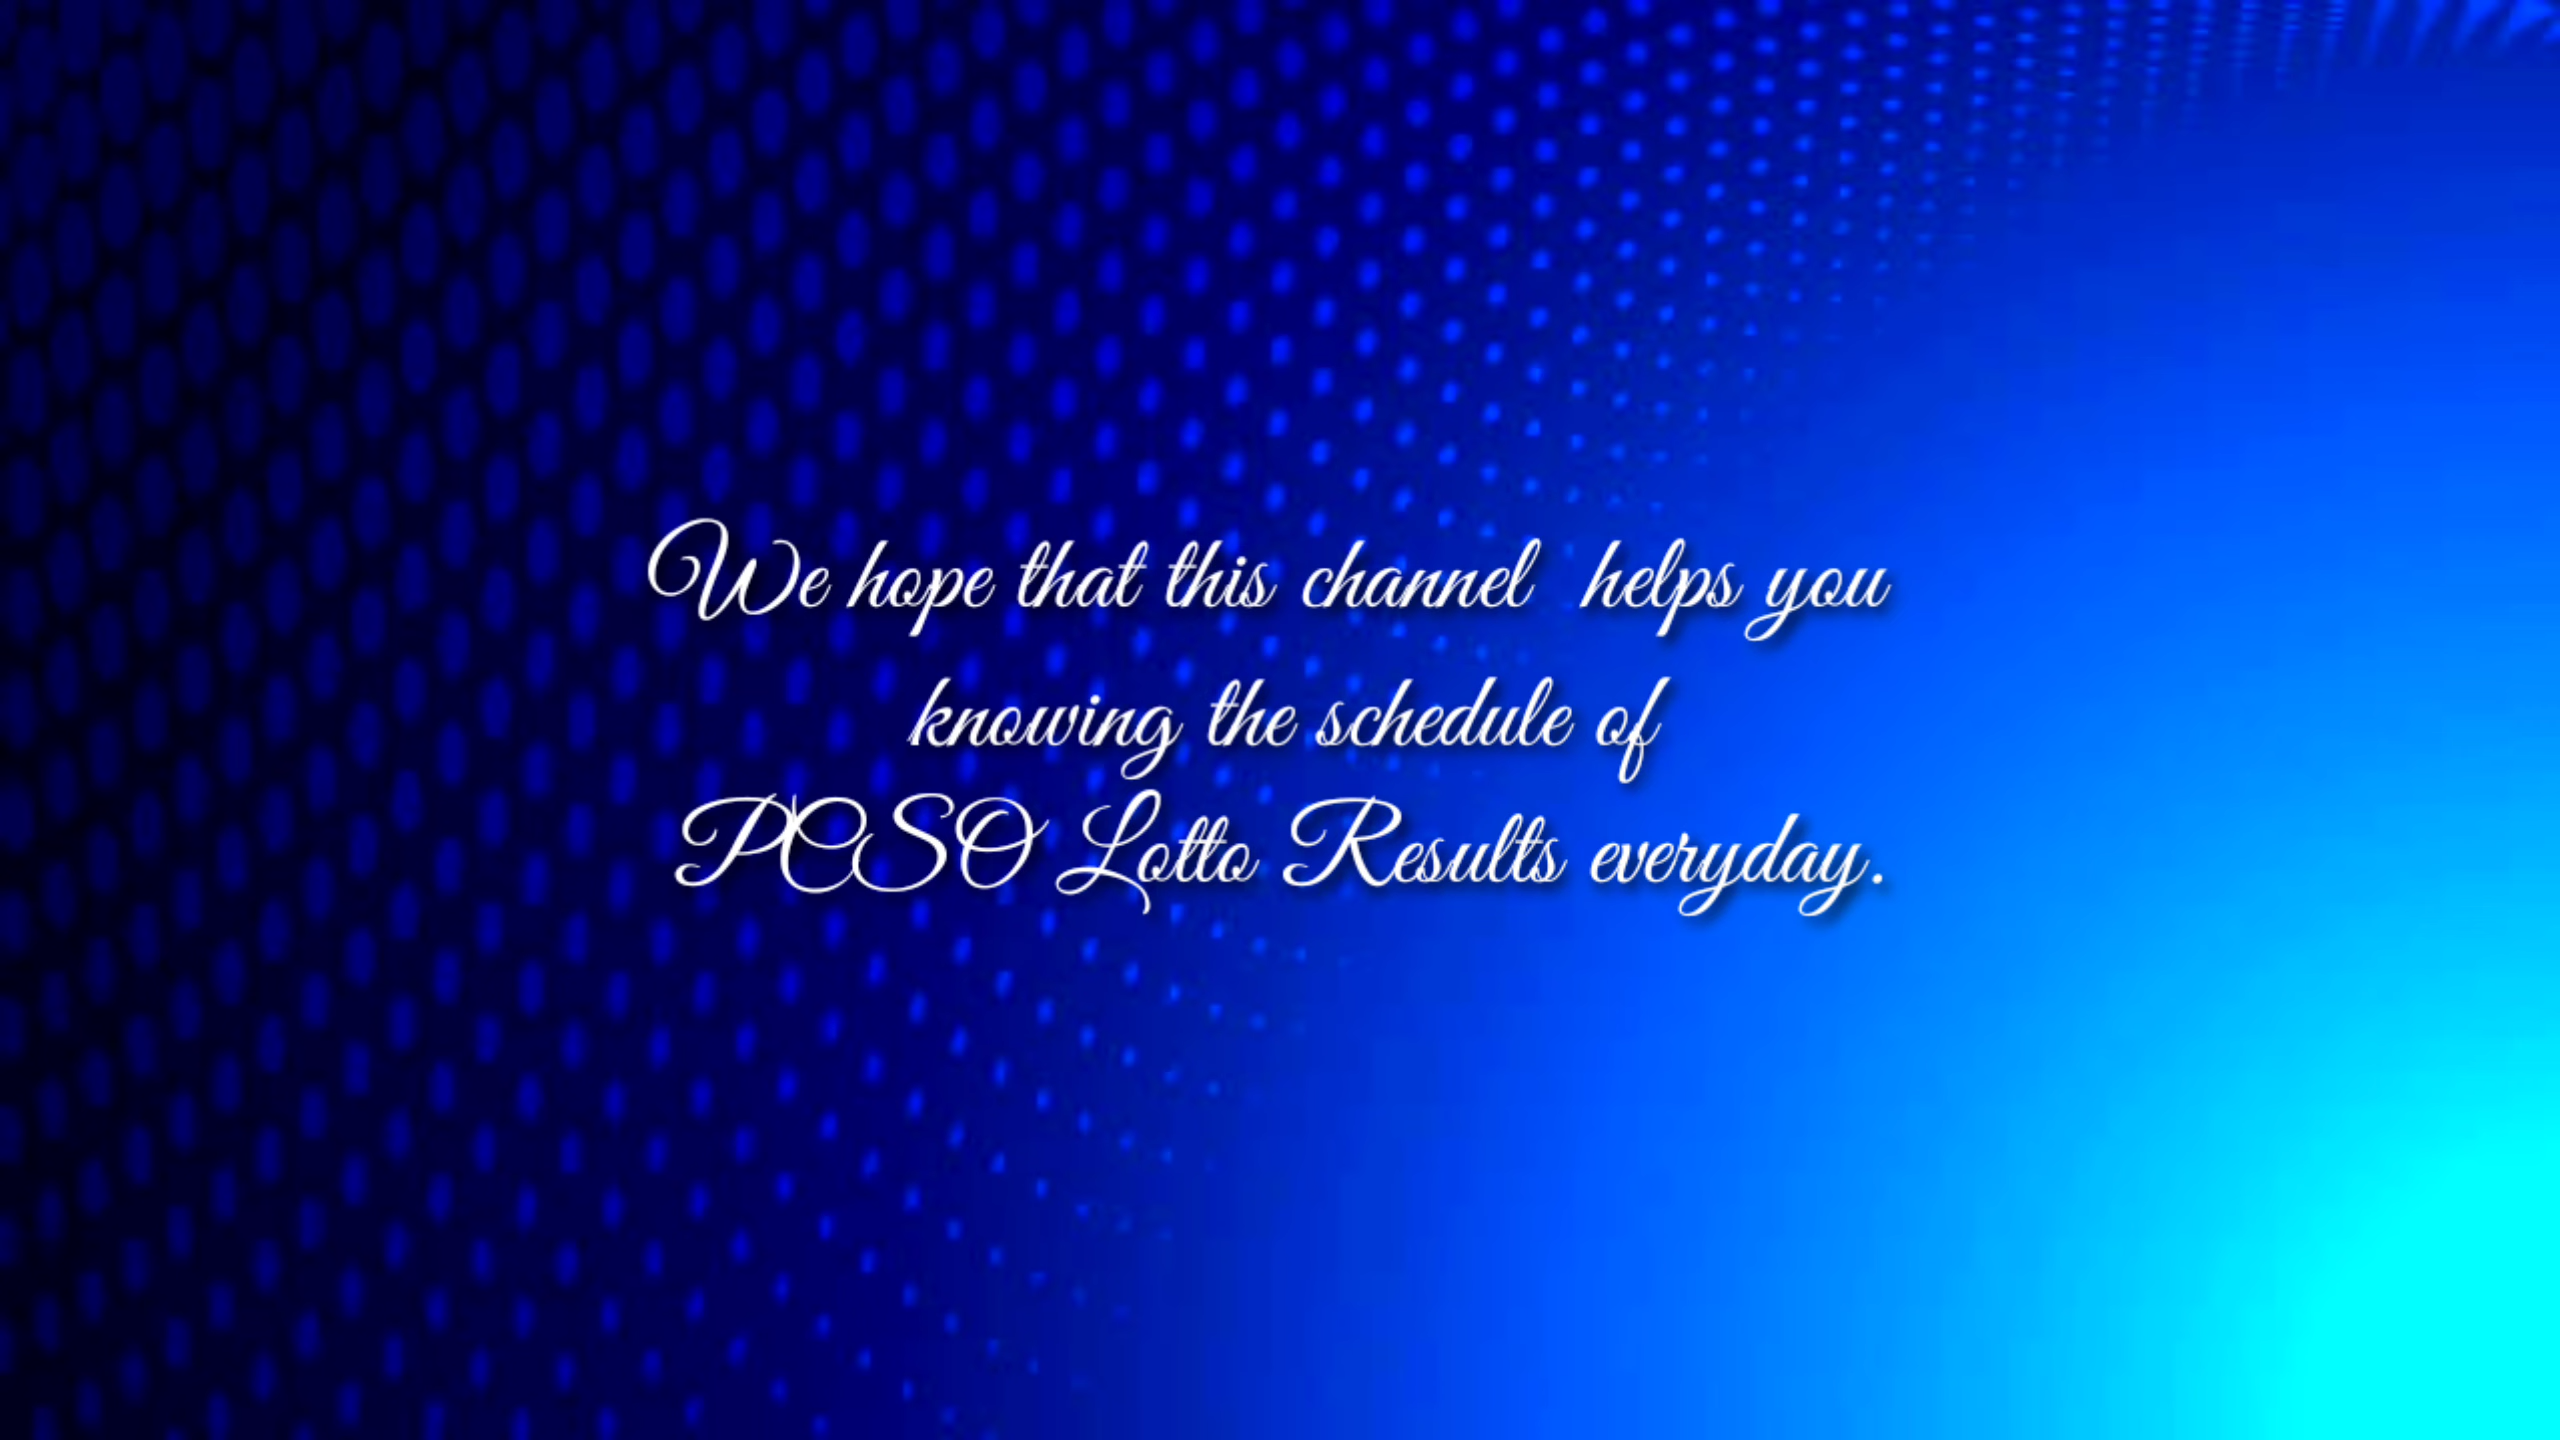 We hope that this channel  helps you
knowing the schedule of
PCSO Lotto Results everyday.